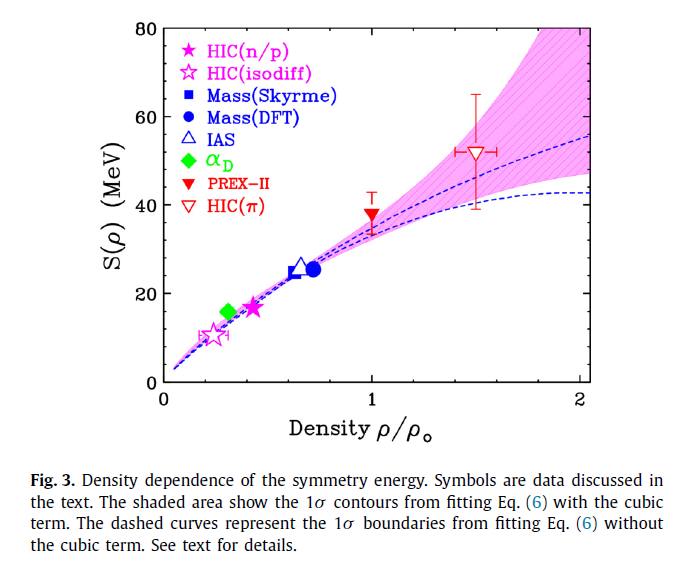 80
60
40
20
0
S(ρ) (MeV)
HIC(n/p)
HIC(isodiff)
Mass(Skyrme)
Mass(DFT)
IAS
α_D
PREX-II
HIC(π)
0 1 2
Density ρ/ρ₀
Fig. 3. Density dependence of the symmetry energy. Symbols are data discussed in
the text. The shaded area show the 1σ contours from fitting Eq. (6) with the cubic
term. The dashed curves represent the 1σ boundaries from fitting Eq. (6) without
the cubic term. See text for details.